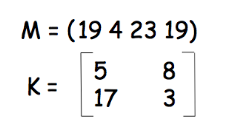 M = (19 4 23 19)
K = [5 8
17 3]